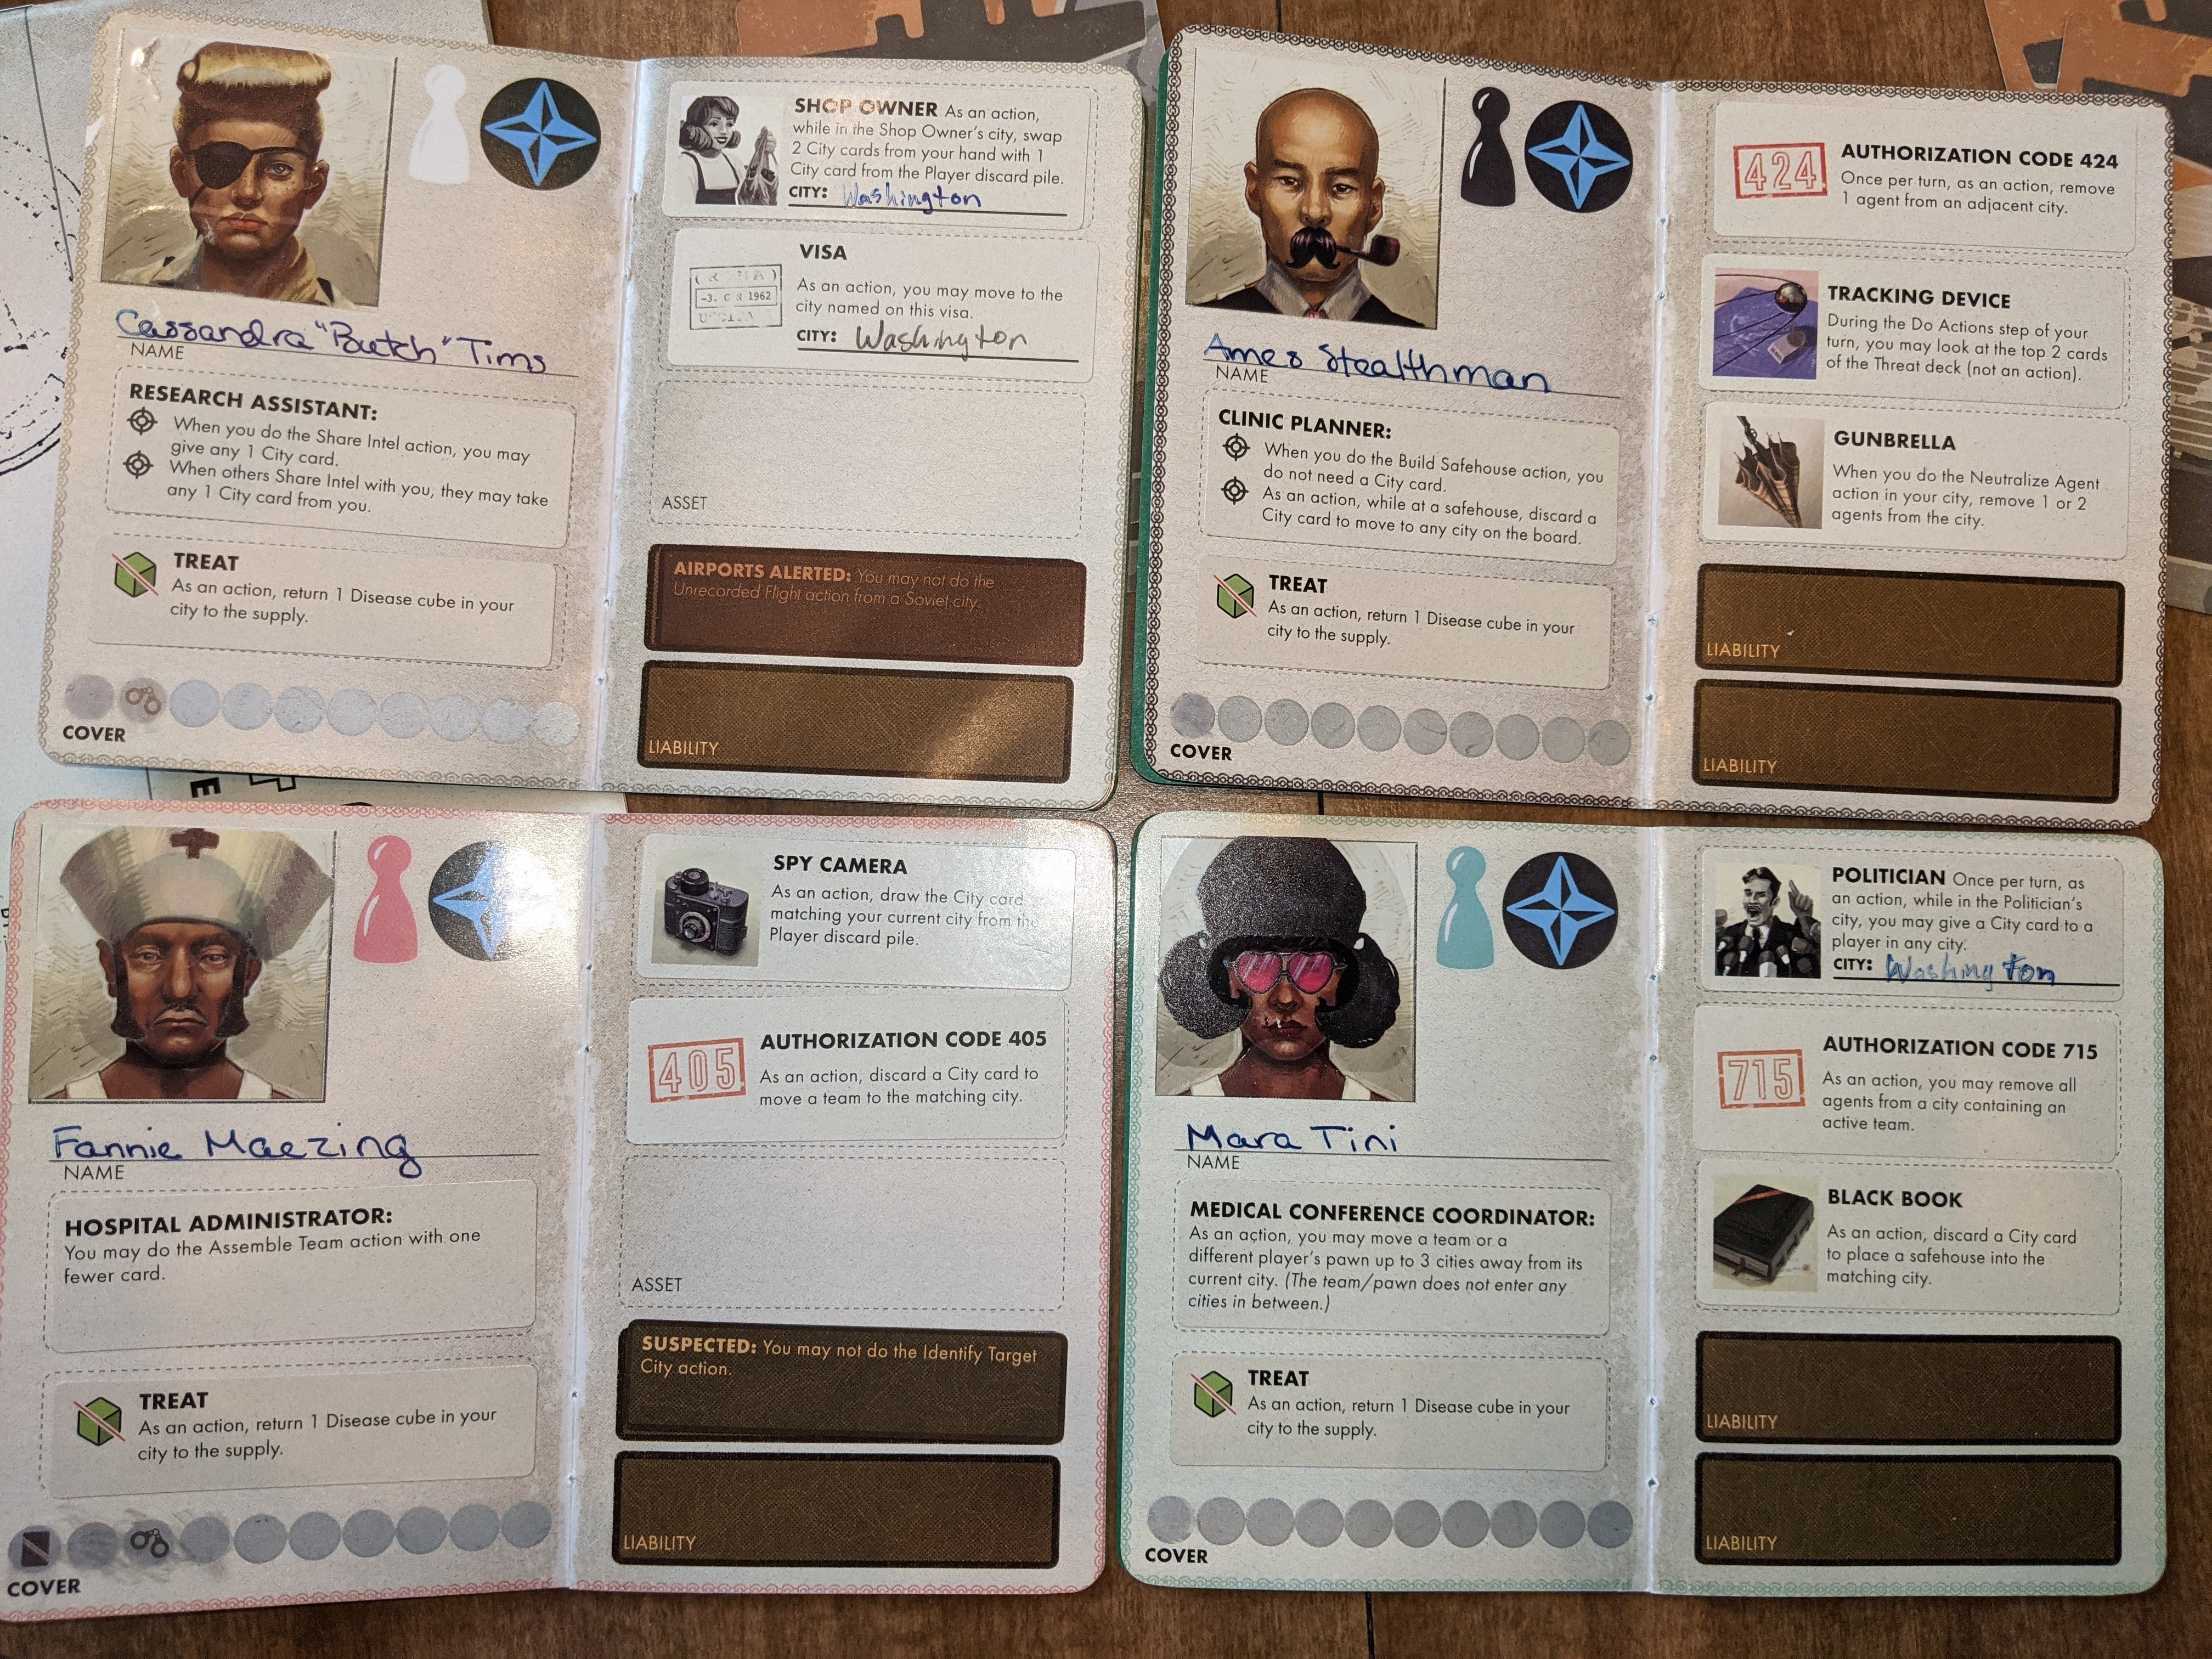 Cassandra "Butch" Tims
NAME
RESEARCH ASSISTANT:
When you do the Share Intel action, you may
give any 1 City card.
When others Share Intel with you, they may take
any 1 City card from you.
TREAT
As an action, return 1 Disease cube in your
city to the supply.
COVER
SHOP OWNER As an action,
while in the Shop Owner's city, swap
2 City cards from your hand with 1
City card from the Player discard pile.
CITY: Washington
VISA
-3. 1962
As an action, you may move to the
city named on this visa.
CITY: Washington
ASSET
AIRPORTS ALERTED: You may not do the
Unrecorded Flight action from a Soviet city.
LIABILITY
Ames Stealthman
NAME
CLINIC PLANNER:
When you do the Build Safehouse action, you
do not need a City card.
As an action, while at a safehouse, discard a
City card to move to any city on the board.
TREAT
As an action, return 1 Disease cube in your
city to the supply.
COVER
424
AUTHORIZATION CODE 424
Once per turn, as an action, remove
1 agent from an adjacent city.
TRACKING DEVICE
During the Do Actions step of your
turn, you may look at the top 2 cards
of the Threat deck (not an action).
GUNBRELLA
When you do the Neutralize Agent
action in your city, remove 1 or 2
agents from the city.
LIABILITY
LIABILITY
Fannie Maezing
NAME
HOSPITAL ADMINISTRATOR:
You may do the Assemble Team action with one
fewer card.
TREAT
As an action, return 1 Disease cube in your
city to the supply.
COVER
SPY CAMERA
As an action, draw the City card
matching your current city from the
Player discard pile.
405
AUTHORIZATION CODE 405
As an action, discard a City card to
move a team to the matching city.
ASSET
SUSPECTED: You may not do the Identify Target
City action.
LIABILITY
Mara Tini
NAME
MEDICAL CONFERENCE COORDINATOR:
As an action, you may move a team or a
different player's pawn up to 3 cities away from its
current city. (The team/pawn does not enter any
cities in between.)
TREAT
As an action, return 1 Disease cube in your
city to the supply.
COVER
POLITICIAN Once per turn, as
an action, while in the Politician's
city, you may give a City card to a
player in any city.
CITY: Washington
715
AUTHORIZATION CODE 715
As an action, you may remove all
agents from a city containing an
active team.
BLACK BOOK
As an action, discard a City card
to place a safehouse into the
matching city.
LIABILITY
LIABILITY